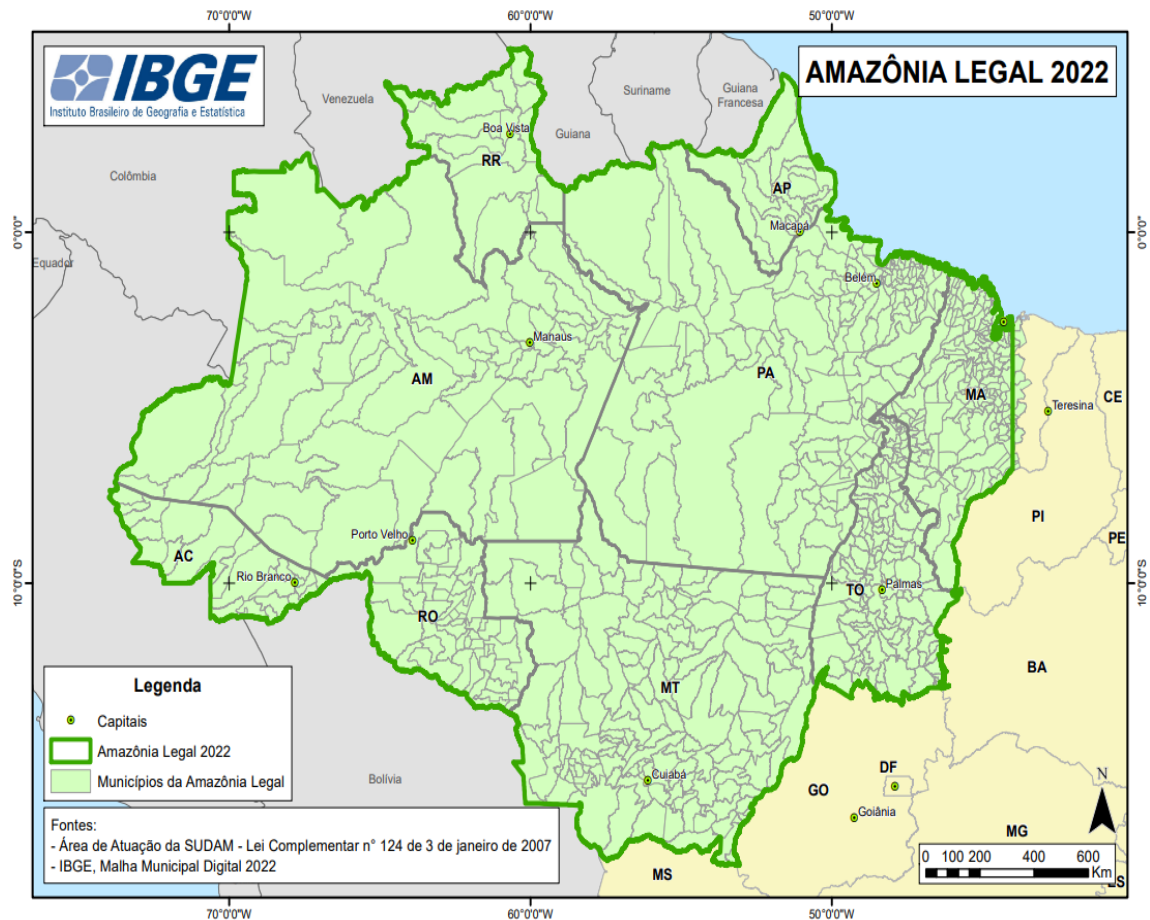 70°0'0"W
60°0'0"W
50°0'0"W
IBGE
Instituto Brasileiro de Geografia e Estatística
AMAZÔNIA LEGAL 2022
Venezuela
Suriname
Guiana
Francesa
Boa Vista
Guiana
RR
Colômbia
AP
Macapá
0°0'0"
0°0'0"
Equador
Belém
Manaus
AM
PA
MA
CE
Teresina
PI
PE
Porto Velho
AC
Rio Branco
10°0'0"S
10°0'0"S
TO
Palmas
RO
BA
MT
Legenda
Capitais
Amazônia Legal 2022
Municípios da Amazônia Legal
Bolívia
Cuiabá
DF
GO
Goiânia
N
MG
Fontes:
- Área de Atuação da SUDAM - Lei Complementar n° 124 de 3 de janeiro de 2007
- IBGE, Malha Municipal Digital 2022
MS
0 100 200 400 600
Km
ES
70°0'0"W
60°0'0"W
50°0'0"W